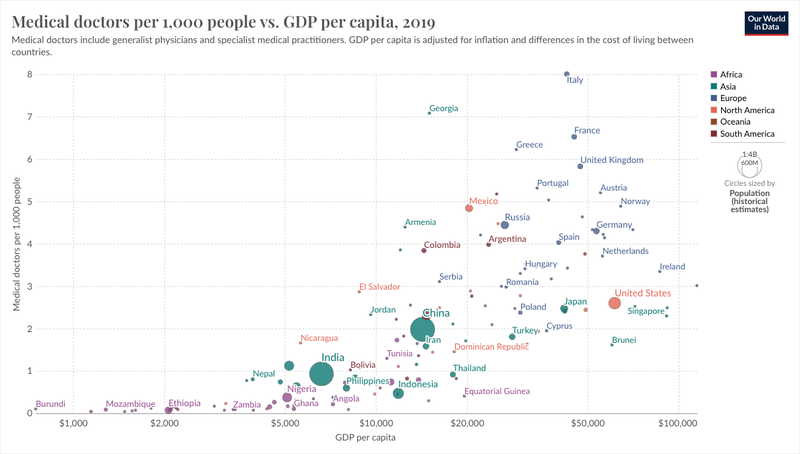 Medical doctors per 1,000 people vs. GDP per capita, 2019
Medical doctors include generalist physicians and specialist medical practitioners. GDP per capita is adjusted for inflation and differences in the cost of living between
countries.
Our World
in Data
8
7
6
5
4
3
2
1
0
Medical doctors per 1,000 people
Italy
Georgia
France
Greece
United Kingdom
Portugal
Austria
Mexico
Norway
Armenia
Russia
Germany
Colombia
Argentina
Spain
Netherlands
Hungary
Ireland
Serbia
El Salvador
Romania
United States
Jordan
China
Poland
Japan
Singapore
Nicaragua
Iran
Turkey
Cyprus
Dominican Republic
Brunei
Tunisia
India
Bolivia
Thailand
Nepal
Philippines
Indonesia
Nigeria
Equatorial Guinea
Burundi
Mozambique
Ethiopia
Zambia
Ghana
Angola
$1,000
$2,000
$5,000
$10,000
$20,000
$50,000
$100,000
GDP per capita
Africa
Asia
Europe
North America
Oceania
South America
1:4B
600M
Circles sized by
Population
(historical
estimates)